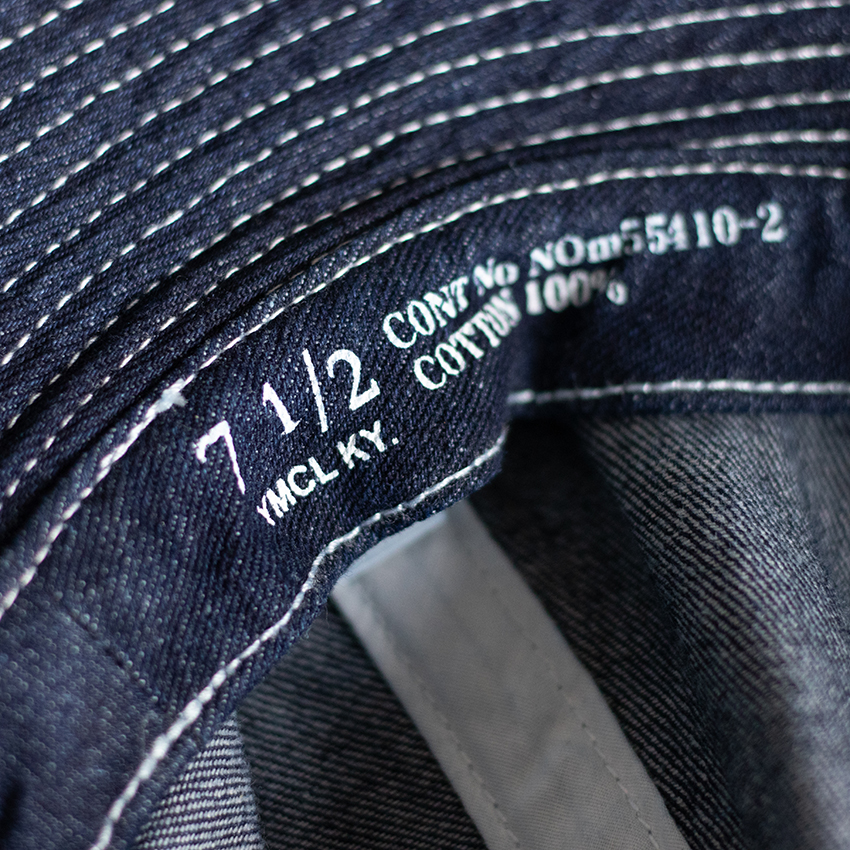 CONT No NOm55410-2
COTTON 100%
7 1/2
YMCL KY.